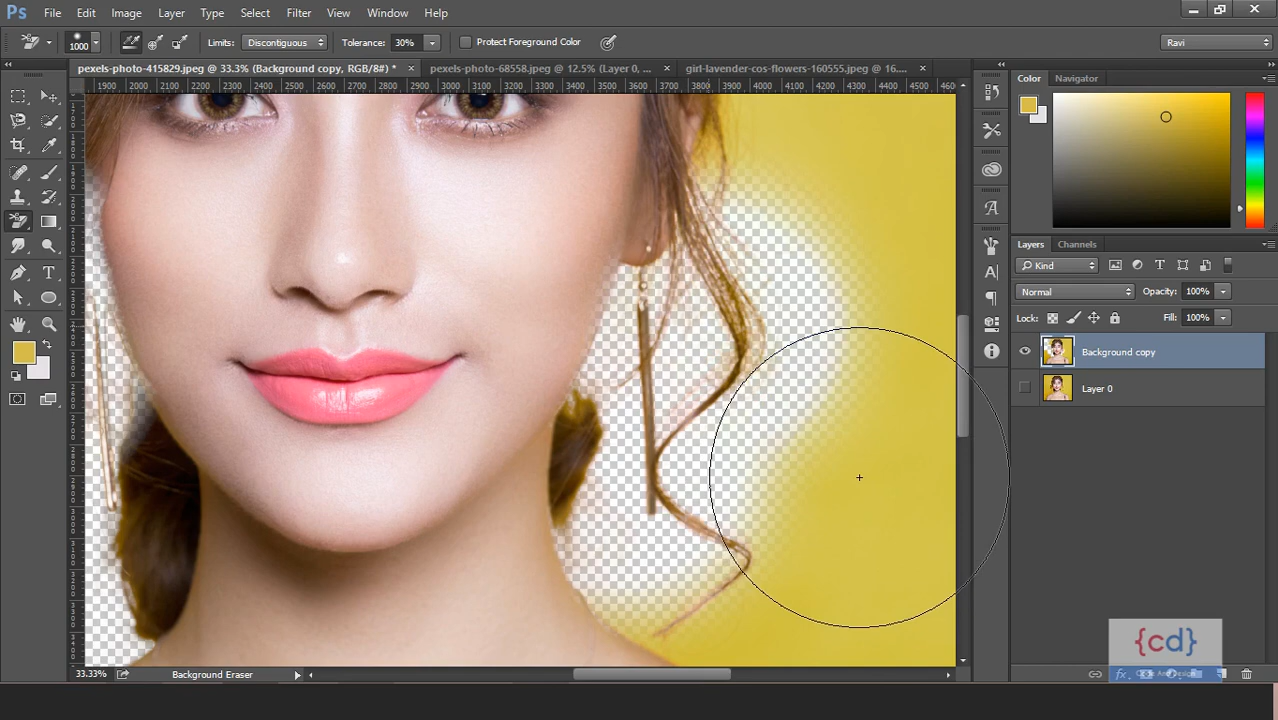 Ps File Edit Image Layer Type Select Filter View Window Help
1000 Limits: Discontiguous Tolerance: 30% Protect Foreground Color Ravi
pexels-photo-415829.jpeg @ 33.3% (Background copy, RGB/8#) * × pexels-photo-68558.jpeg @ 12.5% (Layer 0, ... × girl-lavender-cos-flowers-160555.jpeg @ 16.... ×
Color Navigator
1900 2000 2100 2200 2300 2400 2500 2600 2700 2800 2900 3000 3100 3200 3300 3400 3500 3600 3700 3800 3900 4000 4100 4200 4300 4400 4500 460
Layers Channels
Kind
Normal Opacity: 100%
Lock: Fill: 100%
Background copy
Layer 0
{cd}
33.33% Background Eraser fx